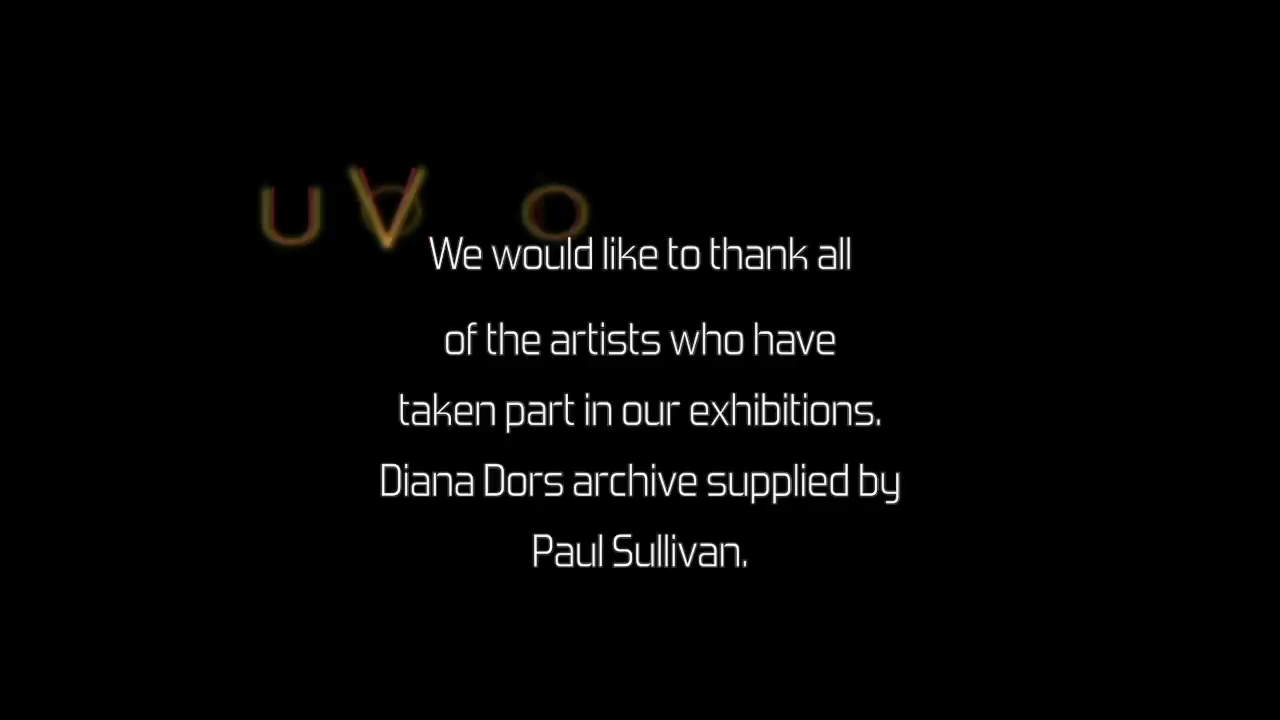 We would like to thank all
of the artists who have
taken part in our exhibitions.
Diana Dors archive supplied by
Paul Sullivan.